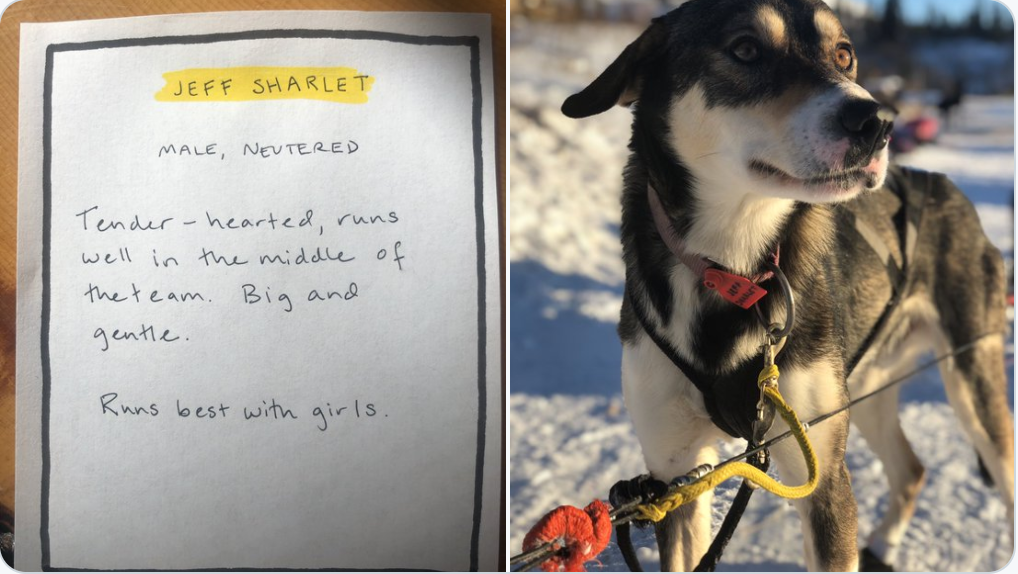 JEFF SHARLET
MALE, NEUTERED
Tender-hearted, runs
well in the middle of
the team. Big and
gentle.
Runs best with girls.
JEFF